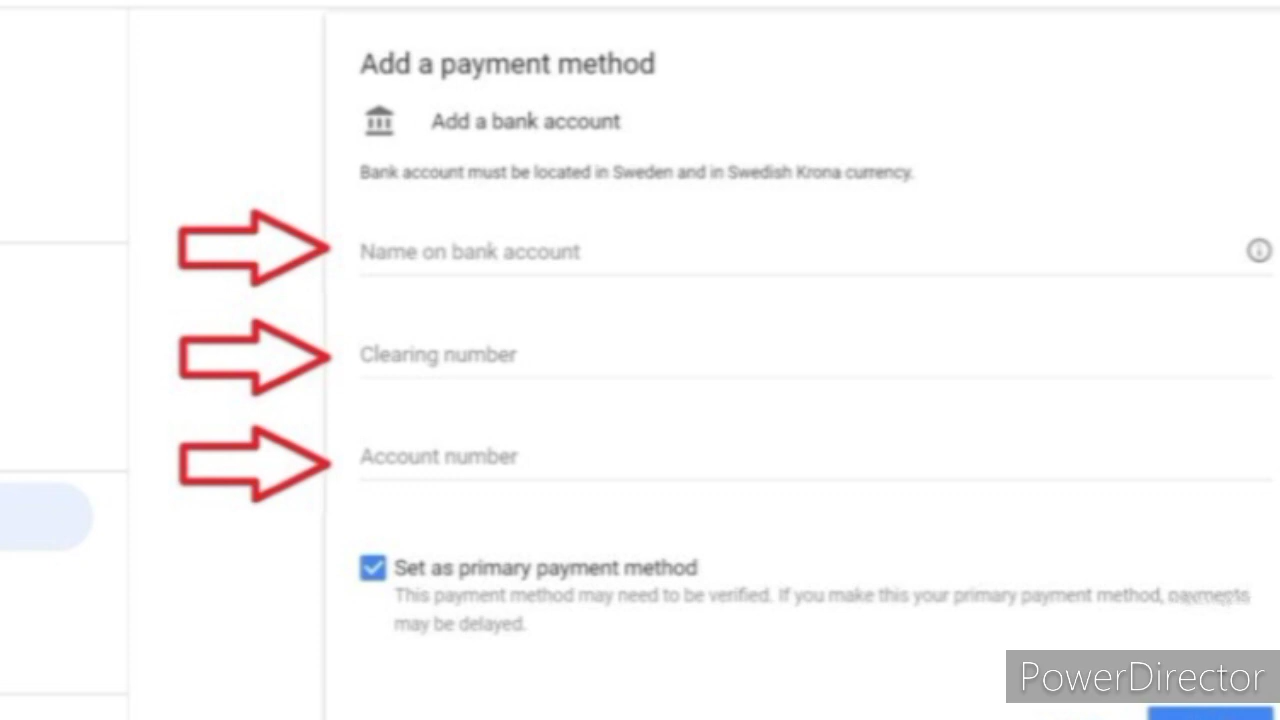 Add a payment method
Add a bank account
Bank account must be located in Sweden and in Swedish Krona currency.
Name on bank account
Clearing number
Account number
Set as primary payment method
This payment method may need to be verified. If you make this your primary payment method, payments
may be delayed.
PowerDirector